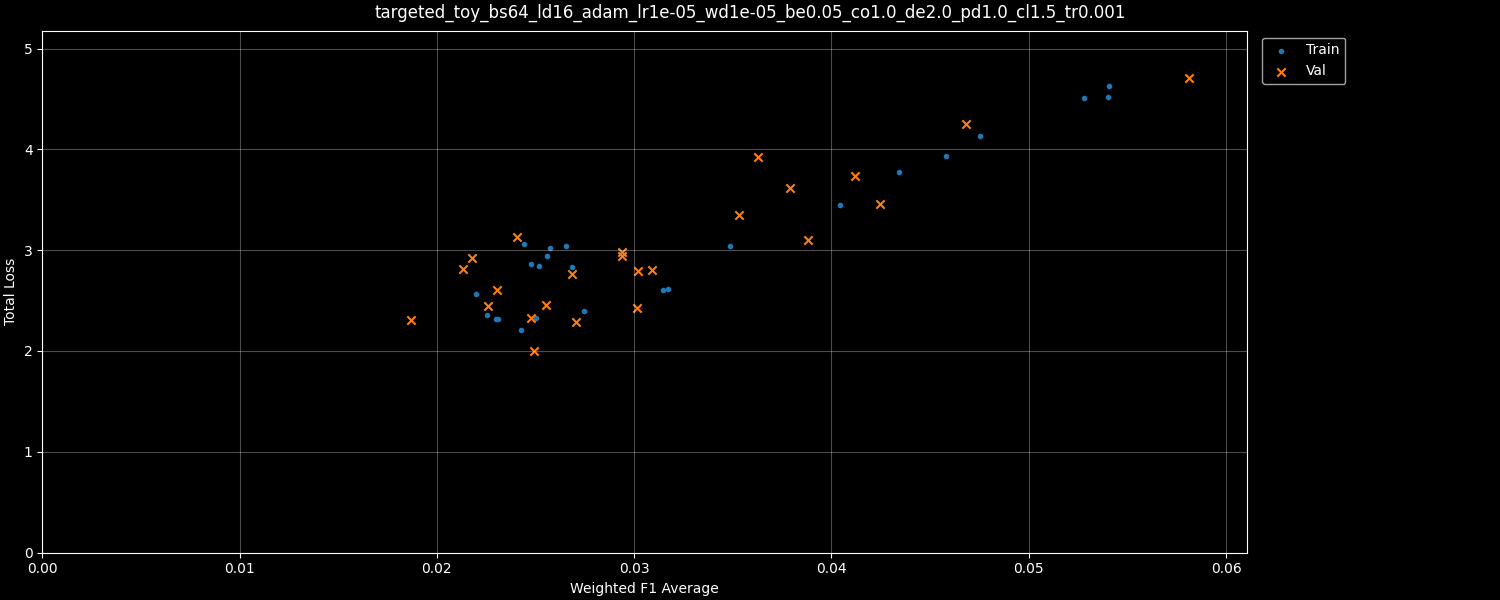 targeted_toy_bs64_ld16_adam_lr1e-05_wd1e-05_be0.05_co1.0_de2.0_pd1.0_cl1.5_tr0.001
Train
Val
5
4
3
2
1
0
Total Loss
0.00 0.01 0.02 0.03 0.04 0.05 0.06
Weighted F1 Average